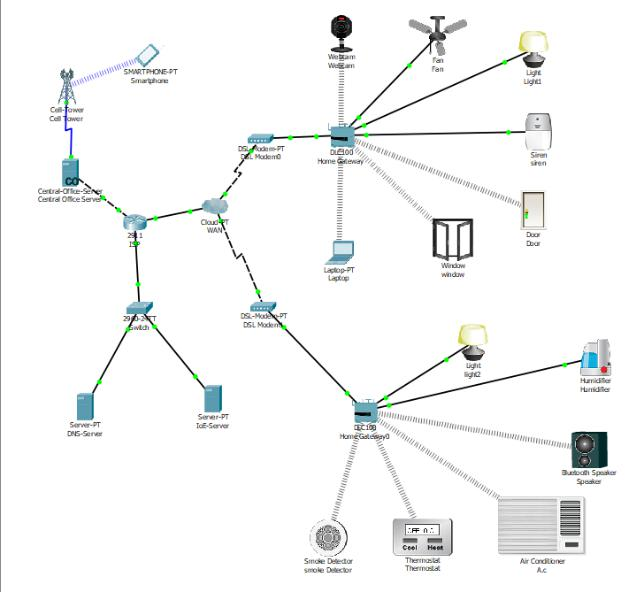 Webcam
Webcam
Fan
Fan
Light
Light1
SMARTPHONE-PT
Smartphone
Cell-Tower
Cell Tower
DSL-Modem-PT
DSL Modem0
DLC100
Home Gateway
Siren
siren
CO
Central-Office-Server
Central Office Server
2911
ISP
Cloud-PT
WAN
Door
Door
Window
window
Laptop-PT
Laptop
DSL-Modem-PT
DSL Modem
2960-24TT
Switch
Light
light2
Humidifier
Humidifier
Server-PT
DNS-Server
Server-PT
IoE-Server
DLC100
Home Gateway0
Bluetooth Speaker
Speaker
Cool Heat
Smoke Detector
smoke Detector
Thermostat
Thermostat
Air Conditioner
A.c